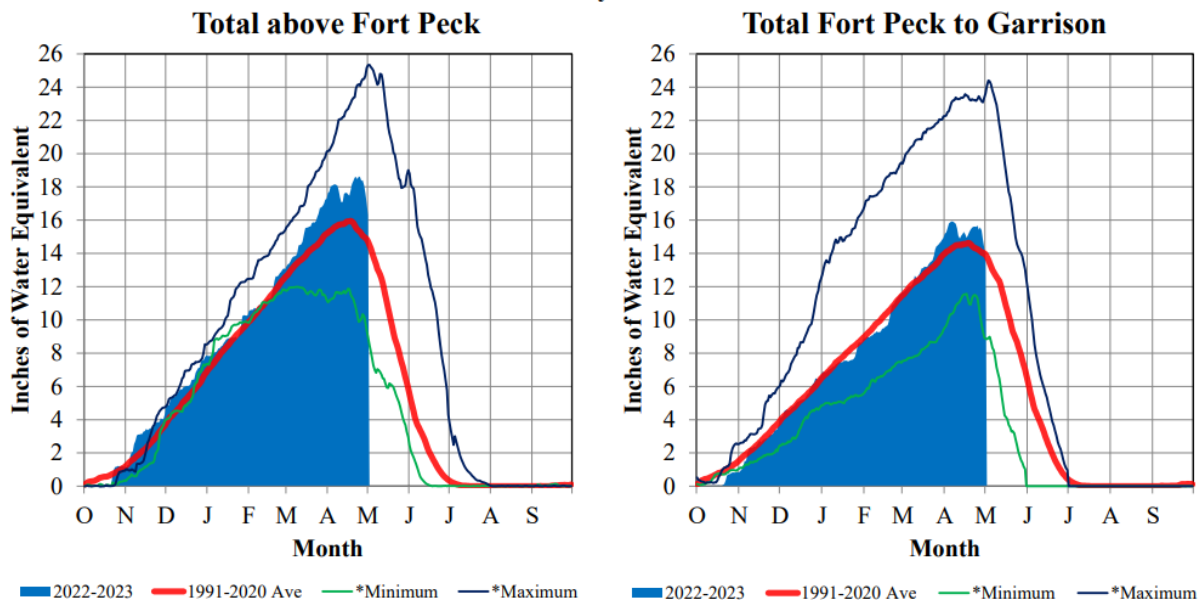 Total above Fort Peck
Inches of Water Equivalent
26
24
22
20
18
16
14
12
10
8
6
4
2
0
O N D J F M A M J J A S
Month
2022-2023 1991-2020 Ave *Minimum *Maximum
Total Fort Peck to Garrison
Inches of Water Equivalent
26
24
22
20
18
16
14
12
10
8
6
4
2
0
O N D J F M A M J J A S
Month
2022-2023 1991-2020 Ave *Minimum *Maximum